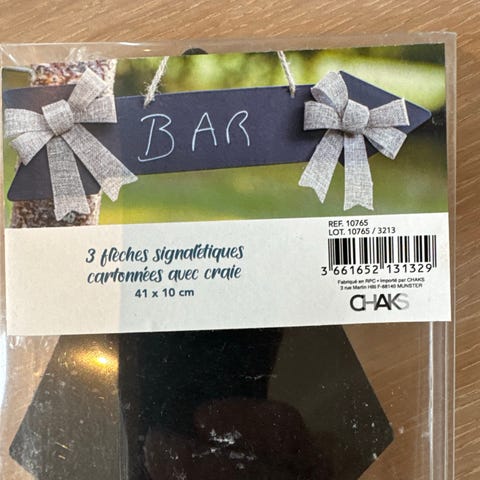 BAR
REF. 10765
LOT. 10765 / 3213
3 flèches signalétiques
cartonnées avec craie
41 x 10 cm
3 661652 131329
Fabriqué en RPC • Importé par CHAKS
3 rue Martin Hilti F-68140 MUNSTER
CHAKS